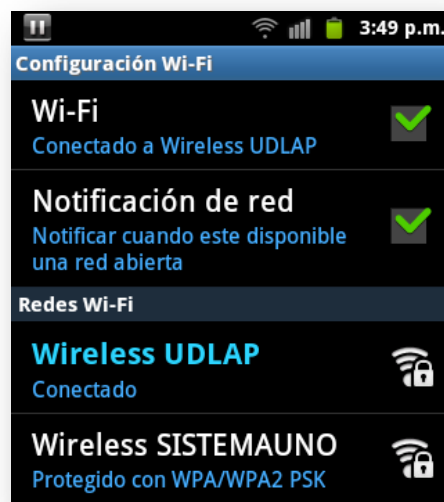 3:49 p.m.
Configuración Wi-Fi
Wi-Fi
Conectado a Wireless UDLAP
Notificación de red
Notificar cuando este disponible
una red abierta
Redes Wi-Fi
Wireless UDLAP
Conectado
Wireless SISTEMAUNO
Protegido con WPA/WPA2 PSK